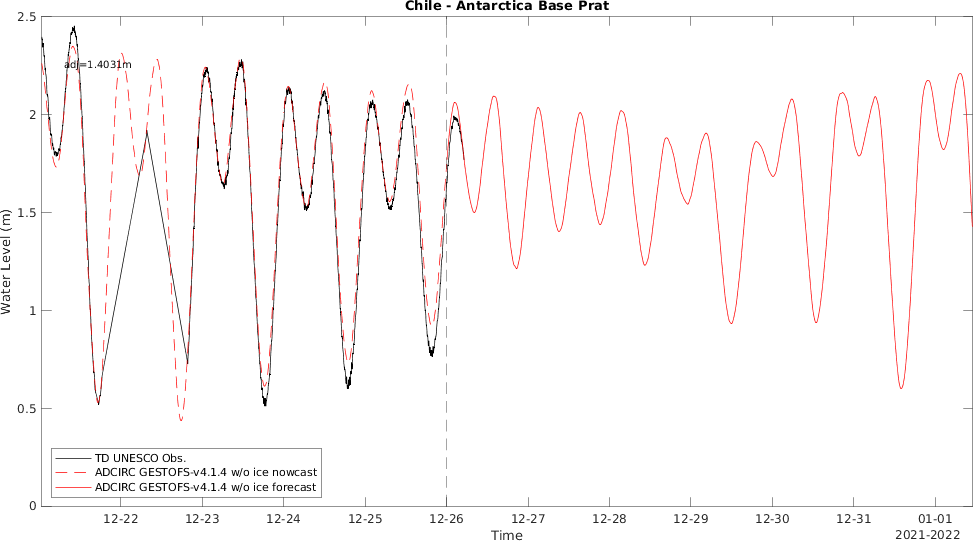 Chile - Antarctica Base Prat
2.5
adj=1.4031m
2
1.5
Water Level (m)
1
0.5
TD UNESCO Obs.
ADCIRC GESTOFS-v4.1.4 w/o ice nowcast
ADCIRC GESTOFS-v4.1.4 w/o ice forecast
0
12-22 12-23 12-24 12-25 12-26 12-27 12-28 12-29 12-30 12-31 01-01
Time
2021-2022